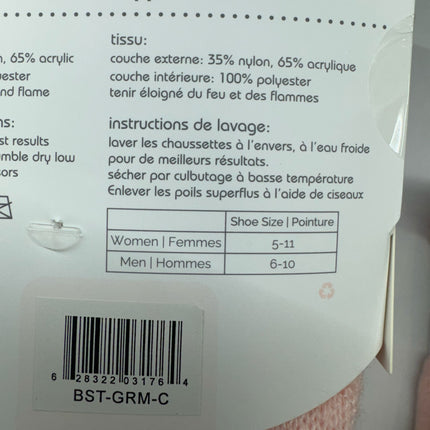 tissu:
, 65% acrylic couche externe: 35% nylon, 65% acrylique
couche intérieure: 100% polyester
nd flame tenir éloigné du feu et des flammes
instructions de lavage:
st results laver les chaussettes à l'envers, à l'eau froide
mble dry low pour de meilleurs résultats.
sécher par culbutage à basse température
Enlever les poils superflus à l'aide de ciseaux
Shoe Size | Pointure
Women | Femmes 5-11
Men | Hommes 6-10
6 28322 03176 4
BST-GRM-C